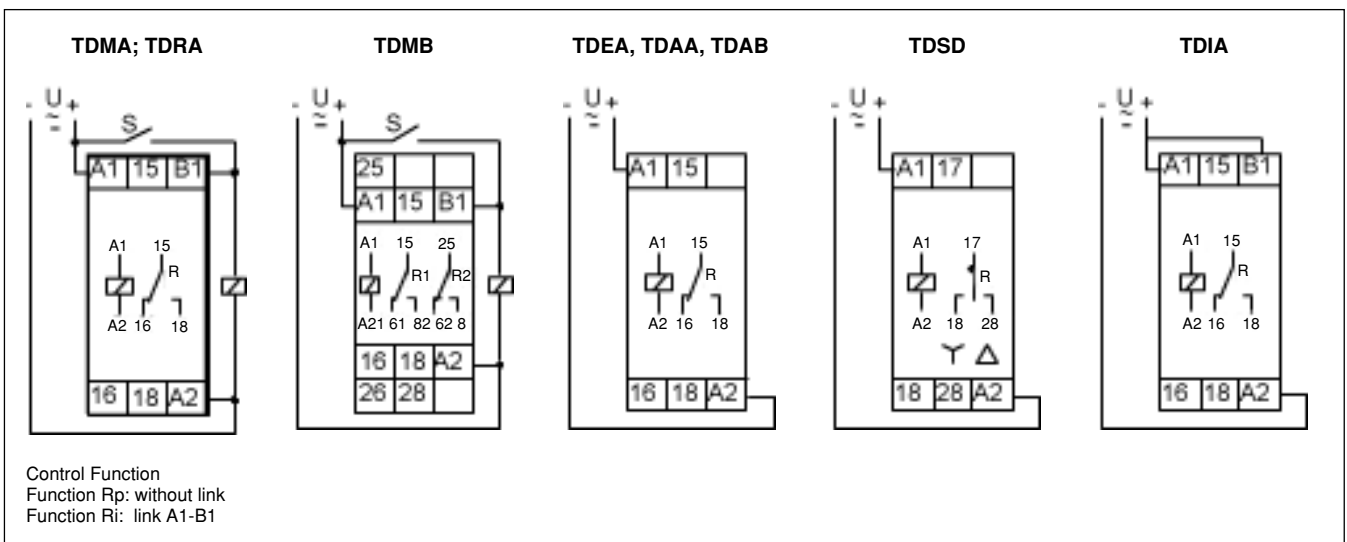 TDMA; TDRA
- U +
S
A1 15 B1
A1 15
R
A2 16 18
16 18 A2
TDMB
- U +
S
25
A1 15 B1
A1 15 25
R1 R2
A21 61 82 62 8
16 18 A2
26 28
TDEA, TDAA, TDAB
- U +
A1 15
A1 15
R
A2 16 18
16 18 A2
TDSD
- U +
A1 17
A1 17
R
A2 18 28
18 28 A2
TDIA
- U +
A1 15 B1
A1 15
R
A2 16 18
16 18 A2
Control Function
Function Rp: without link
Function Ri: link A1-B1